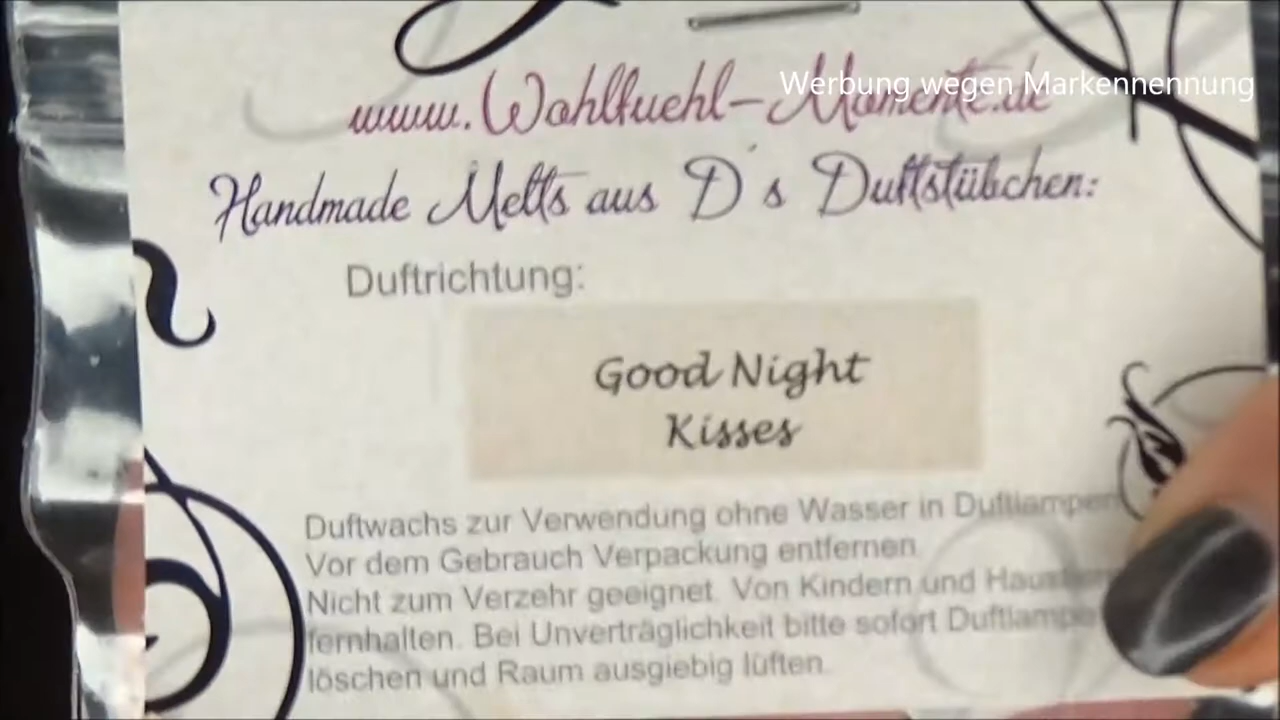 Werbung wegen Markennennung
www.Wohlfuehl-Momente.de
Handmade Melts aus D´s Duftstübchen:
Duftrichtung:
Good Night
Kisses
Duftwachs zur Verwendung ohne Wasser in Duftlampen
Vor dem Gebrauch Verpackung entfernen.
Nicht zum Verzehr geeignet. Von Kindern und
fernhalten. Bei Unverträglichkeit bitte sofort Duftlampe
löschen und Raum ausgiebig lüften.